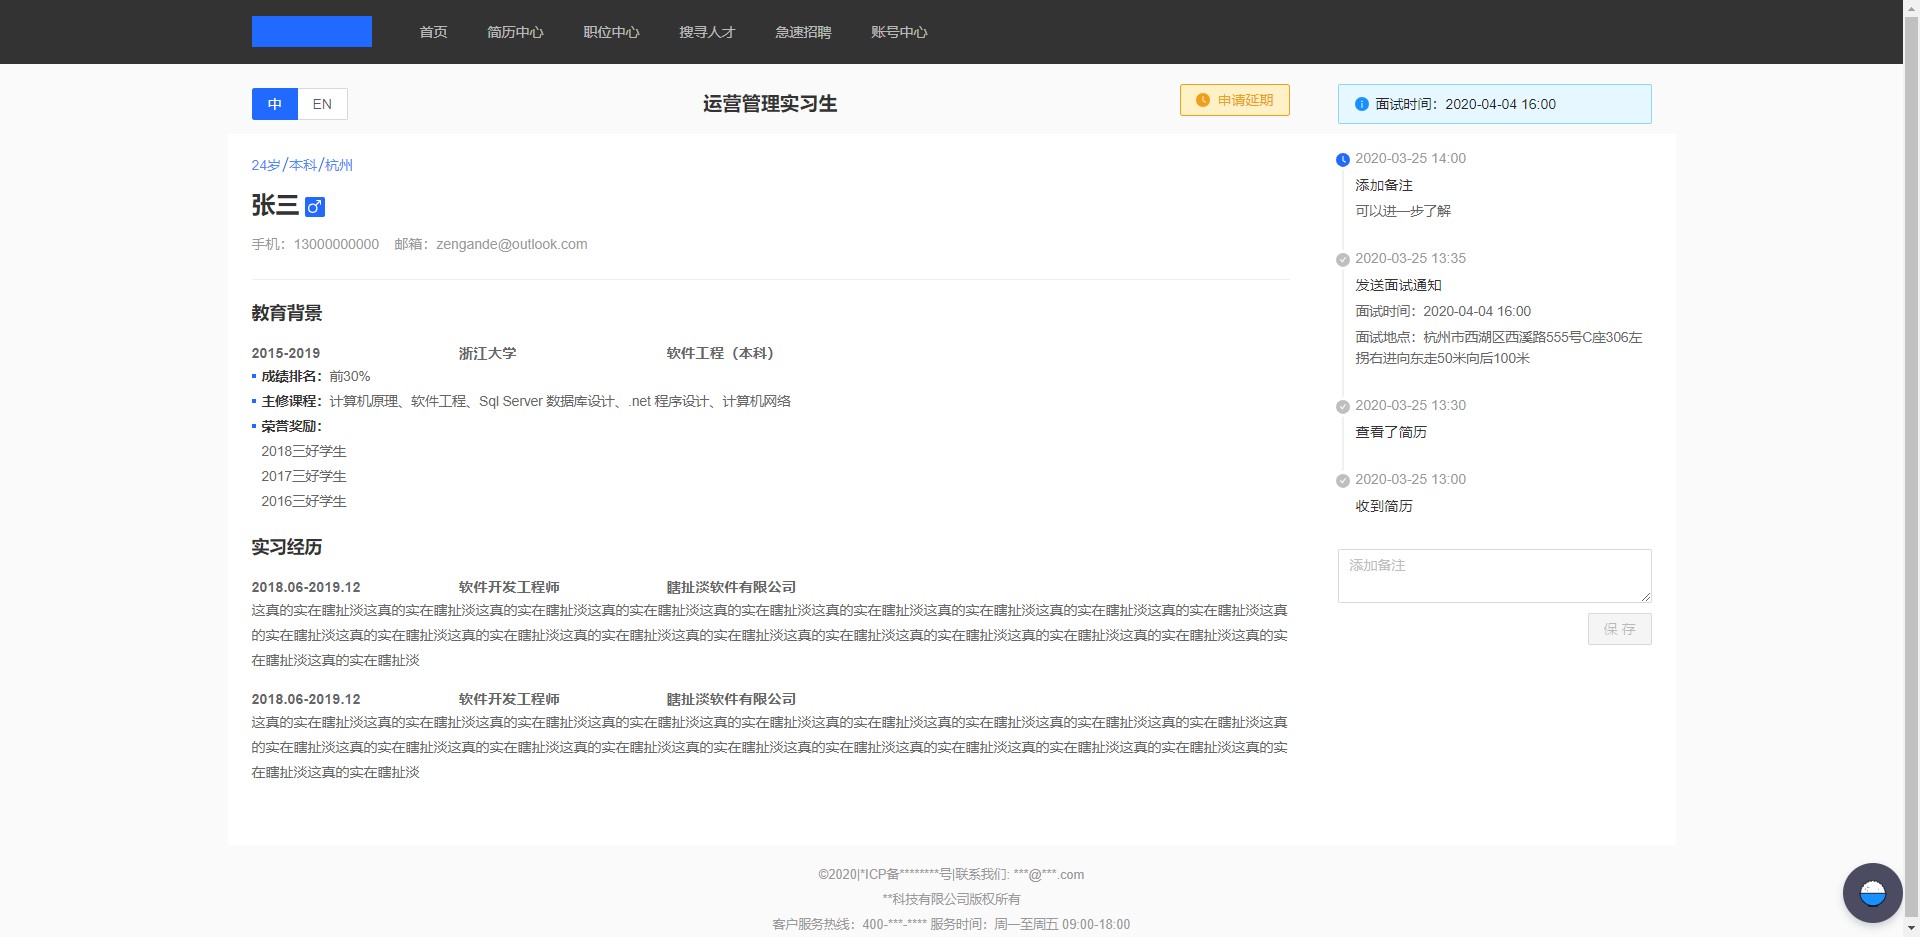 首页 简历中心 职位中心 搜寻人才 急速招聘 账号中心
中 EN
运营管理实习生
申请延期
面试时间：2020-04-04 16:00
24岁/本科/杭州
张三
手机：13000000000 邮箱：zengande@outlook.com
教育背景
2015-2019 浙江大学 软件工程（本科）
成绩排名：前30%
主修课程：计算机原理、软件工程、Sql Server 数据库设计、.net 程序设计、计算机网络
荣誉奖励：
2018三好学生
2017三好学生
2016三好学生
实习经历
2018.06-2019.12 软件开发工程师 瞎扯淡软件有限公司
这真的实在瞎扯淡这真的实在瞎扯淡这真的实在瞎扯淡这真的实在瞎扯淡这真的实在瞎扯淡这真的实在瞎扯淡这真的实在瞎扯淡这真的实在瞎扯淡这真的实在瞎扯淡这真
的实在瞎扯淡这真的实在瞎扯淡这真的实在瞎扯淡这真的实在瞎扯淡这真的实在瞎扯淡这真的实在瞎扯淡这真的实在瞎扯淡这真的实在瞎扯淡这真的实在瞎扯淡这真的实
在瞎扯淡这真的实在瞎扯淡
2018.06-2019.12 软件开发工程师 瞎扯淡软件有限公司
这真的实在瞎扯淡这真的实在瞎扯淡这真的实在瞎扯淡这真的实在瞎扯淡这真的实在瞎扯淡这真的实在瞎扯淡这真的实在瞎扯淡这真的实在瞎扯淡这真的实在瞎扯淡这真
的实在瞎扯淡这真的实在瞎扯淡这真的实在瞎扯淡这真的实在瞎扯淡这真的实在瞎扯淡这真的实在瞎扯淡这真的实在瞎扯淡这真的实在瞎扯淡这真的实在瞎扯淡这真的实
在瞎扯淡这真的实在瞎扯淡
2020-03-25 14:00
添加备注
可以进一步了解
2020-03-25 13:35
发送面试通知
面试时间：2020-04-04 16:00
面试地点：杭州市西湖区西溪路555号C座306左
拐右进向东走50米向后100米
2020-03-25 13:30
查看了简历
2020-03-25 13:00
收到简历
添加备注
保 存
©2020|*ICP备********号|联系我们: ***@***.com
**科技有限公司版权所有
客户服务热线：400-***-**** 服务时间：周一至周五 09:00-18:00